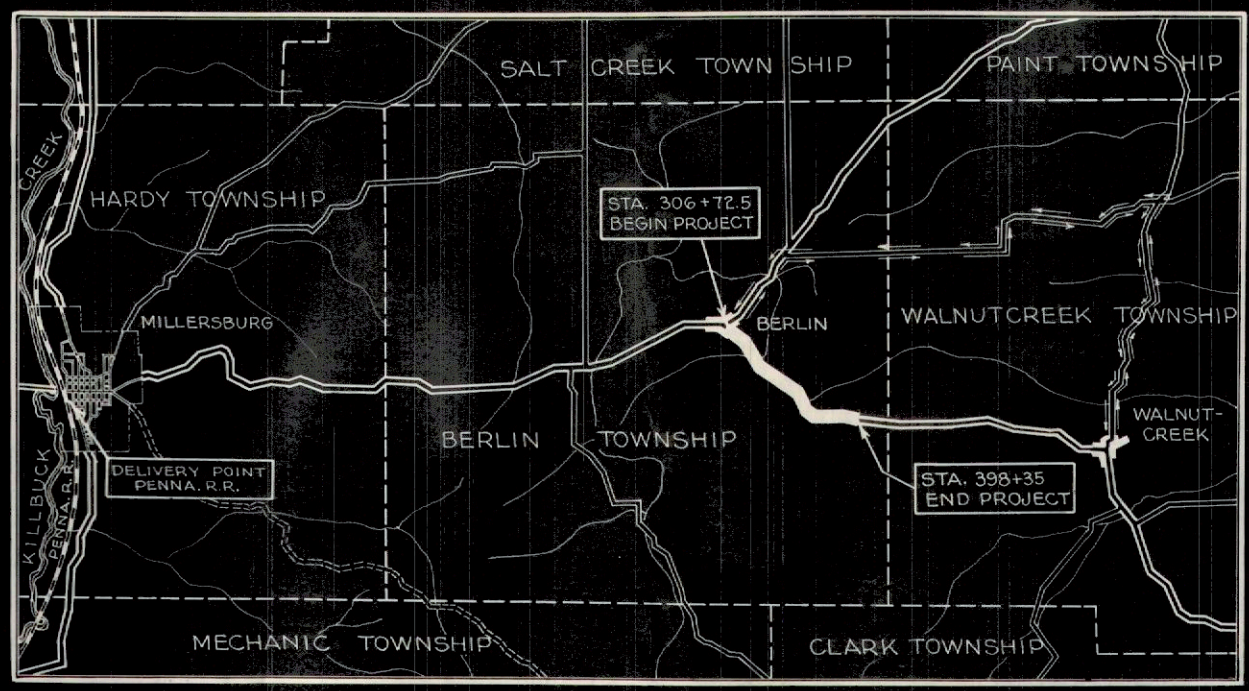 SALT CREEK TOWN SHIP
PAINT TOWNSHIP
CREEK
HARDY TOWNSHIP
STA. 306+72.5
BEGIN PROJECT
MILLERSBURG
BERLIN
WALNUTCREEK TOWNSHIP
WALNUT-
CREEK
BERLIN TOWNSHIP
DELIVERY POINT
PENNA. R.R.
STA. 398+35
END PROJECT
KILLBUCK
PENNA. R.R.
MECHANIC TOWNSHIP
CLARK TOWNSHIP